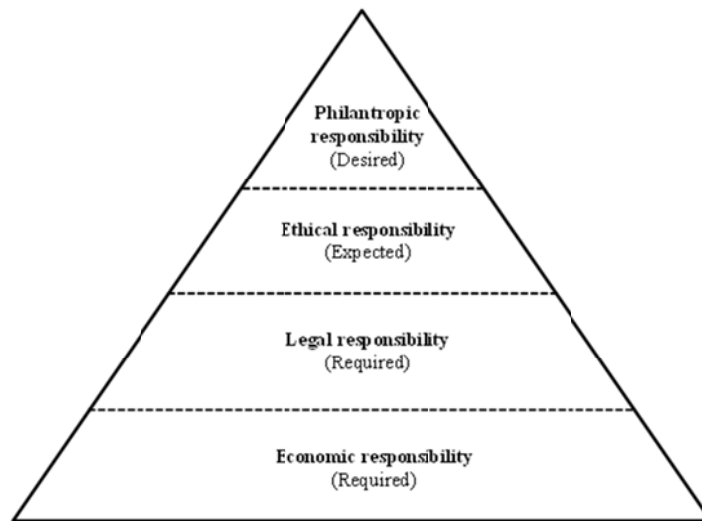 Philantropic
responsibility
(Desired)
Ethical responsibility
(Expected)
Legal responsibility
(Required)
Economic responsibility
(Required)